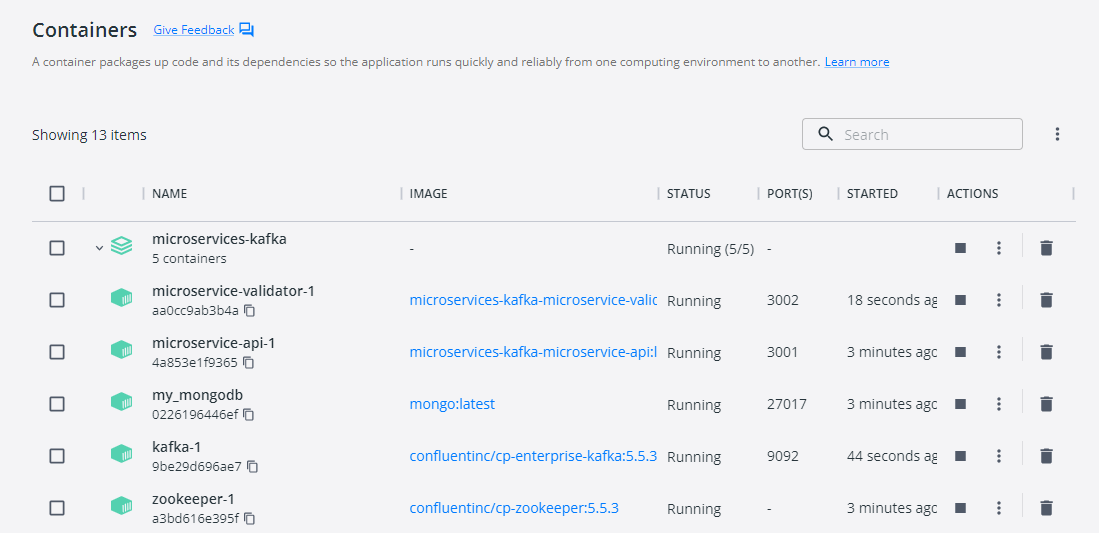 Containers Give Feedback
A container packages up code and its dependencies so the application runs quickly and reliably from one computing environment to another. Learn more
Showing 13 items Search
NAME IMAGE STATUS PORT(S) STARTED ACTIONS
microservices-kafka - Running (5/5) -
5 containers
microservice-validator-1 microservices-kafka-microservice-valid Running 3002 18 seconds ag
aa0cc9ab3b4a
microservice-api-1 microservices-kafka-microservice-api:l Running 3001 3 minutes ago
4a853e1f9365
my_mongodb mongo:latest Running 27017 3 minutes ago
0226196446ef
kafka-1 confluentinc/cp-enterprise-kafka:5.5.3 Running 9092 44 seconds ag
9be29d696ae7
zookeeper-1 confluentinc/cp-zookeeper:5.5.3 Running - 3 minutes ago
a3bd616e395f